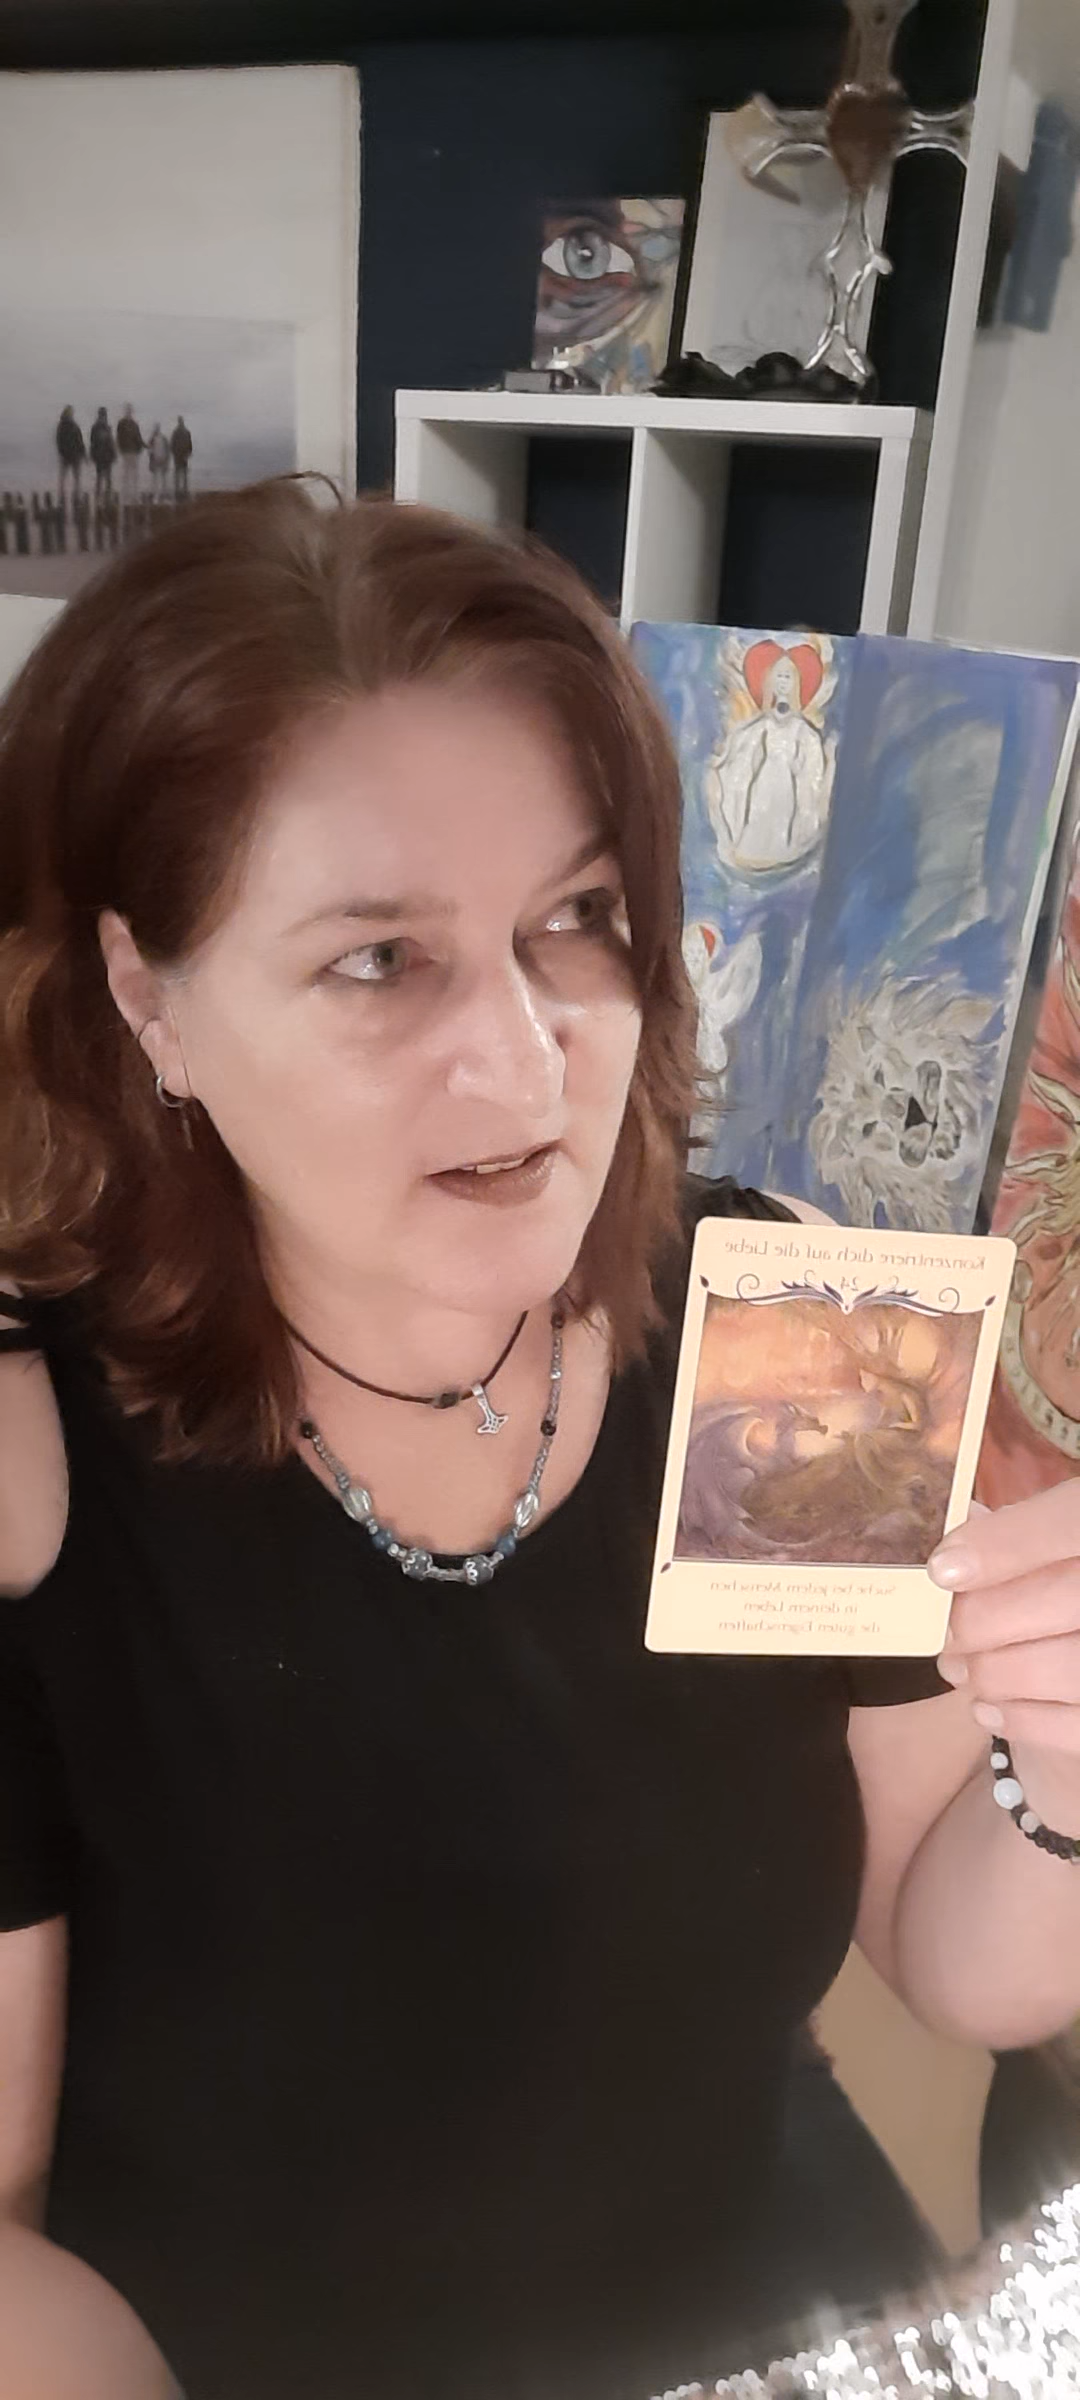 Konzentriere dich auf die Liebe
24
Suche bei jedem Menschen
in deinem Leben
die guten Eigenschaften